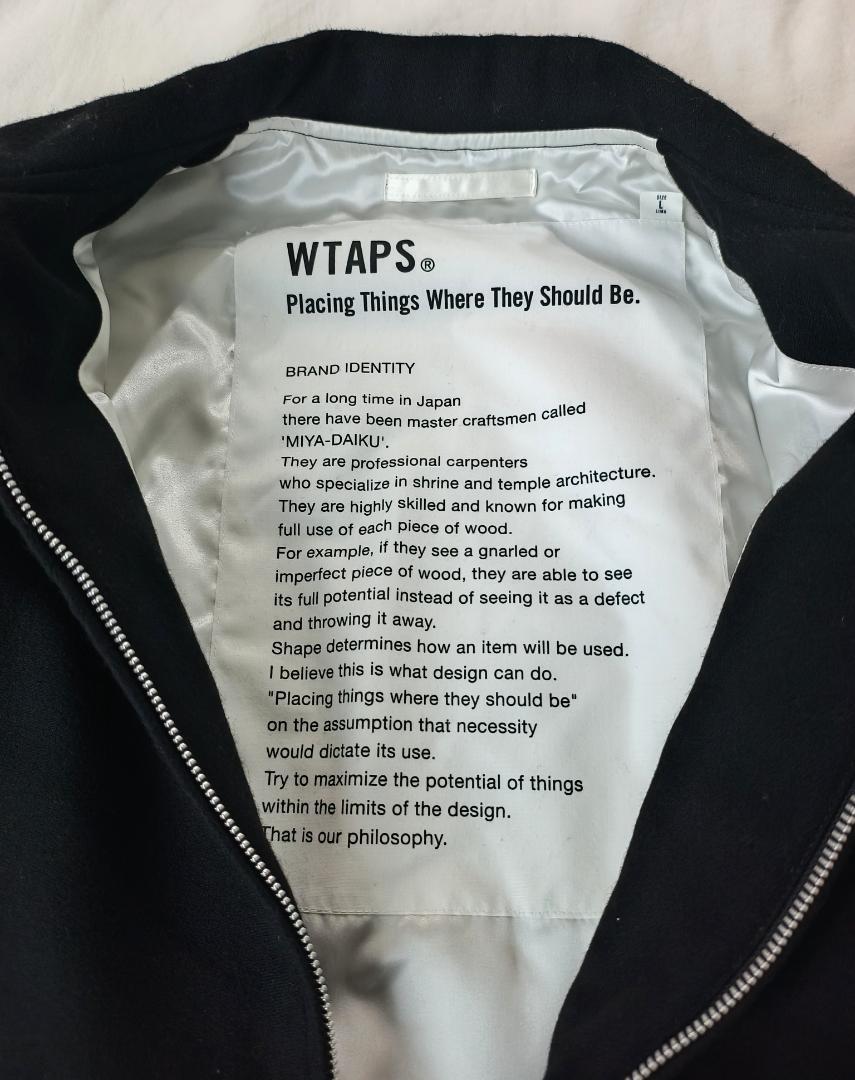 WTAPS®
Placing Things Where They Should Be.
SIZE
L
BRAND IDENTITY
For a long time in Japan
there have been master craftsmen called
'MIYA-DAIKU'.
They are professional carpenters
who specialize in shrine and temple architecture.
They are highly skilled and known for making
full use of each piece of wood.
For example, if they see a gnarled or
imperfect piece of wood, they are able to see
its full potential instead of seeing it as a defect
and throwing it away.
Shape determines how an item will be used.
I believe this is what design can do.
"Placing things where they should be"
on the assumption that necessity
would dictate its use.
Try to maximize the potential of things
within the limits of the design.
That is our philosophy.